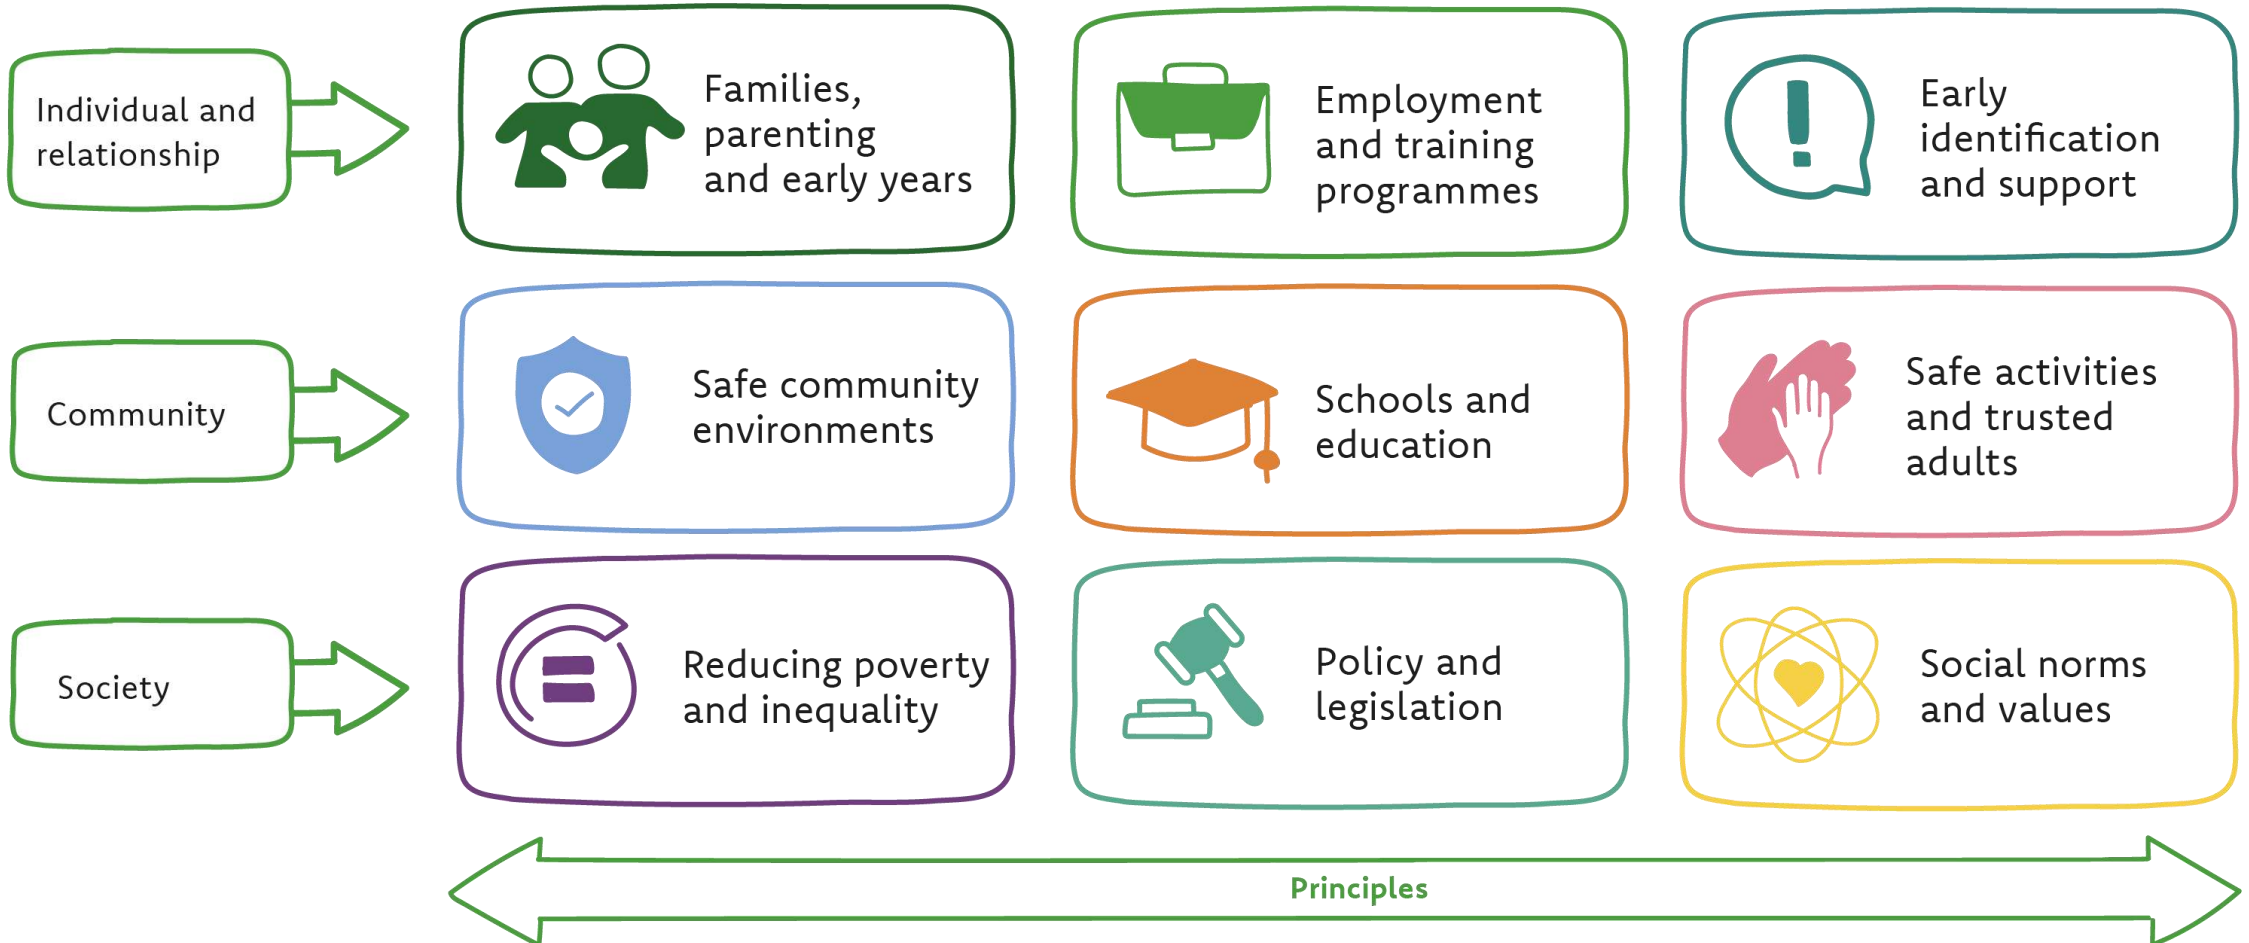 Individual and
relationship
Families,
parenting
and early years
Employment
and training
programmes
Early
identification
and support
Community
Safe community
environments
Schools and
education
Safe activities
and trusted
adults
Society
Reducing poverty
and inequality
Policy and
legislation
Social norms
and values
Principles